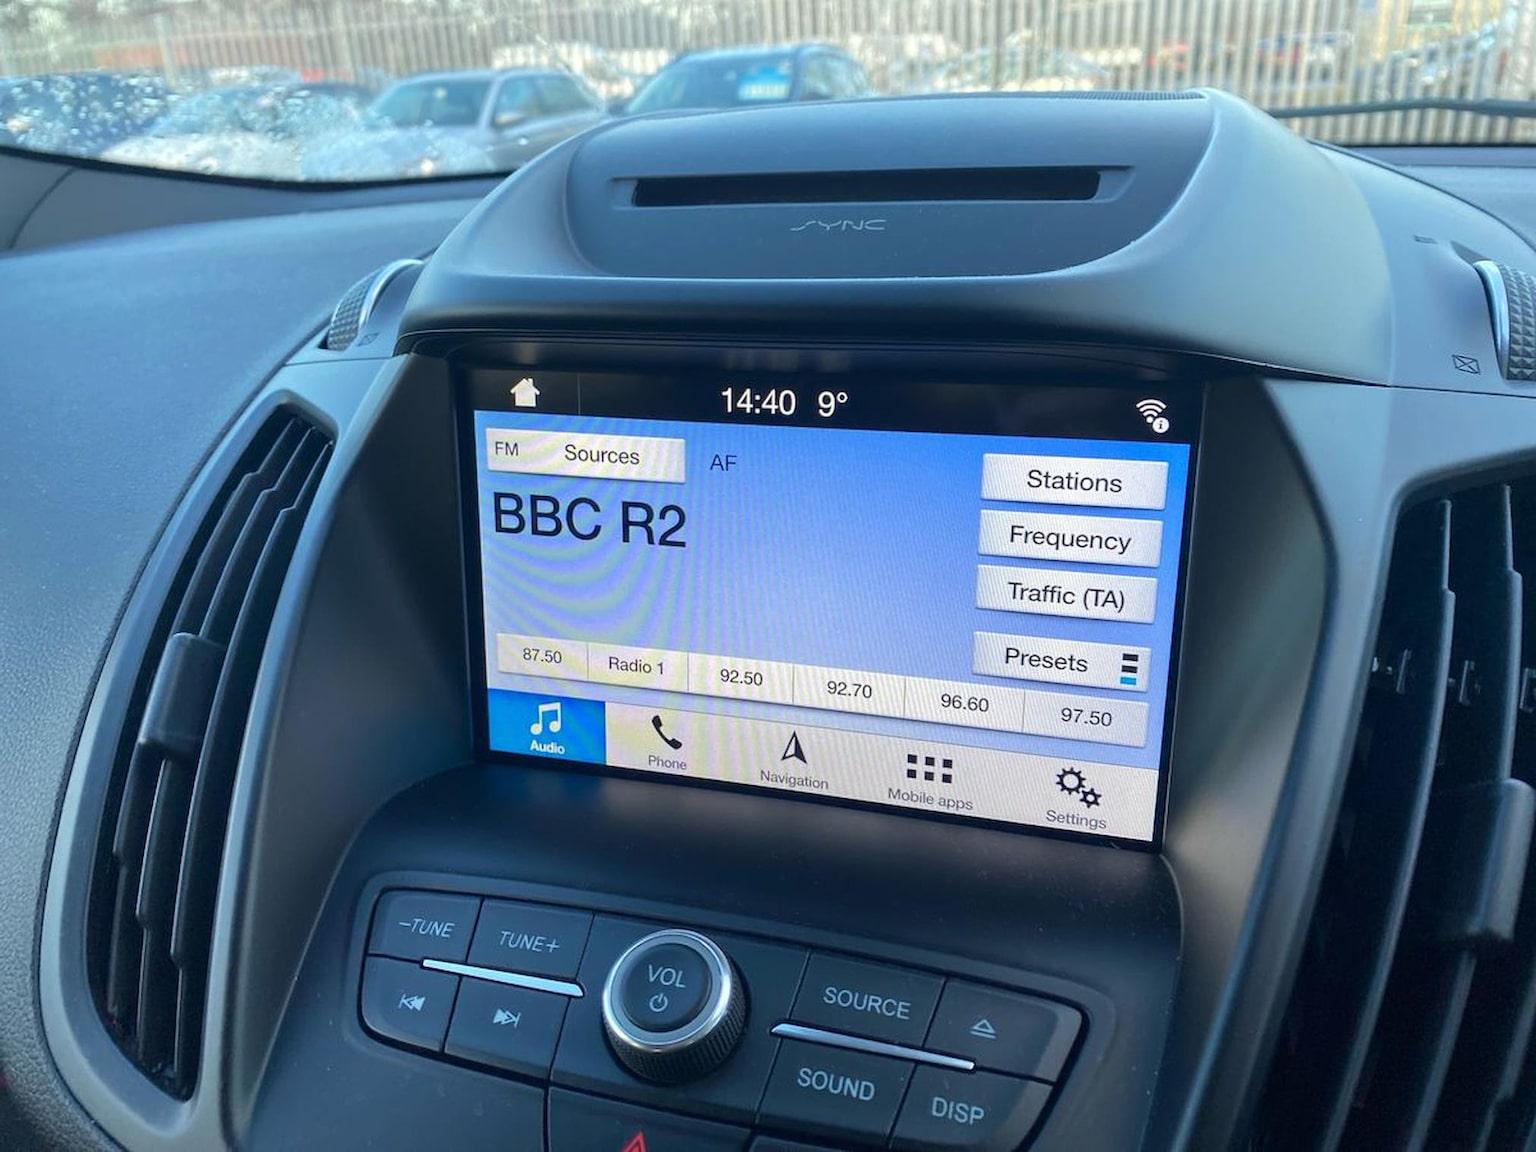 SYNC
14:40 9°
FM Sources
AF
Stations
BBC R2
Frequency
Traffic (TA)
Presets
87.50
Radio 1
92.50
92.70
96.60
97.50
Audio
Phone
Navigation
Mobile apps
Settings
–TUNE
TUNE+
VOL
SOURCE
SOUND
DISP